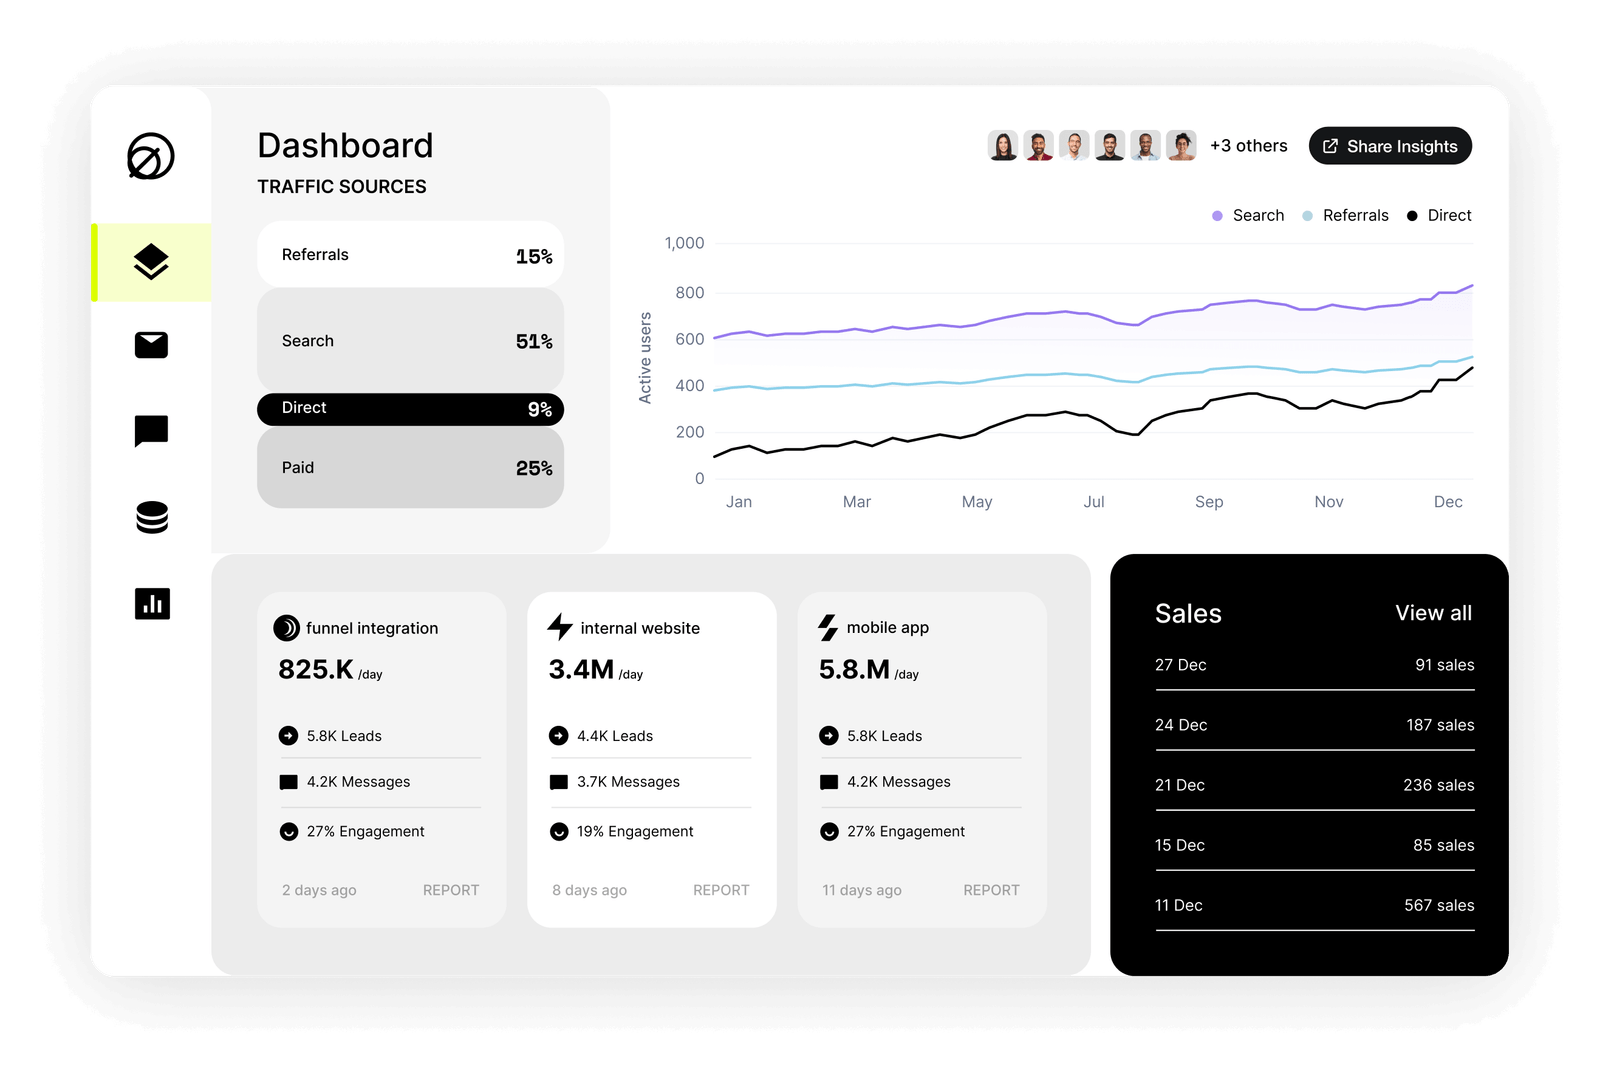 Dashboard
TRAFFIC SOURCES
Referrals 15%
Search 51%
Direct 9%
Paid 25%
+3 others
Share Insights
Search Referrals Direct
Active users
1,000
800
600
400
200
0
Jan Mar May Jul Sep Nov Dec
funnel integration
825.K /day
5.8K Leads
4.2K Messages
27% Engagement
2 days ago REPORT
internal website
3.4M /day
4.4K Leads
3.7K Messages
19% Engagement
8 days ago REPORT
mobile app
5.8.M /day
5.8K Leads
4.2K Messages
27% Engagement
11 days ago REPORT
Sales View all
27 Dec 91 sales
24 Dec 187 sales
21 Dec 236 sales
15 Dec 85 sales
11 Dec 567 sales